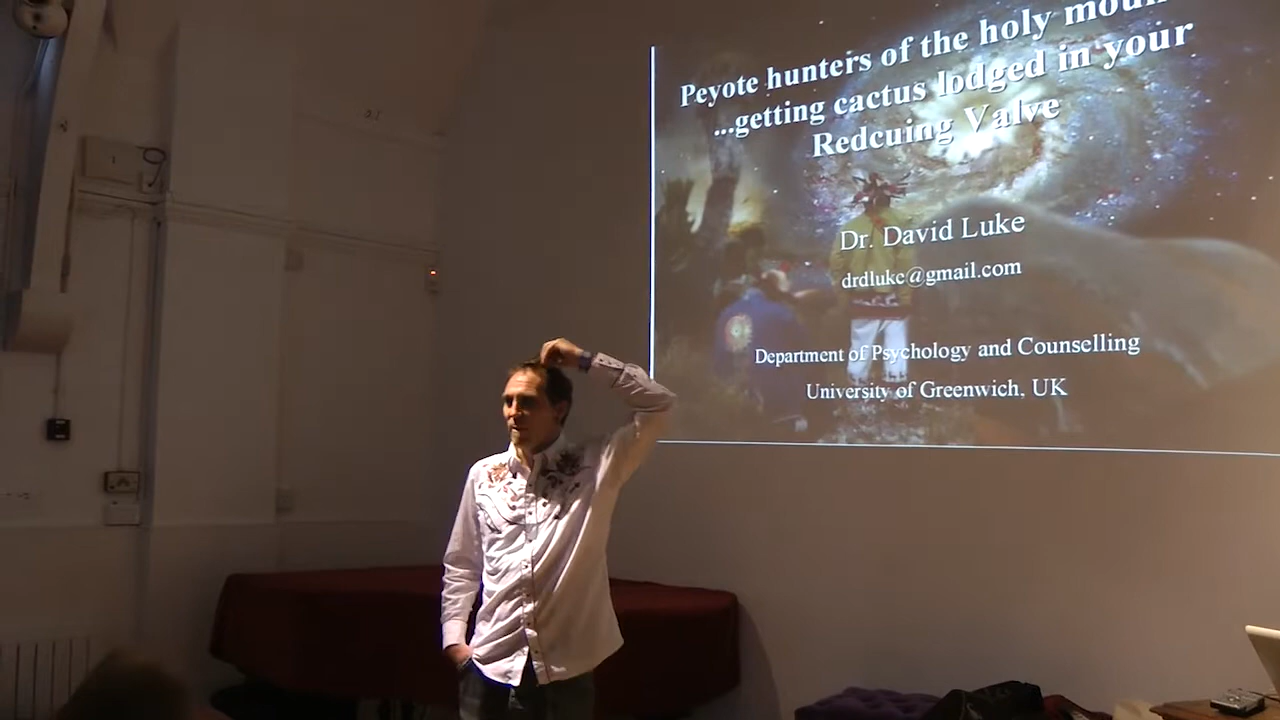 Peyote hunters of the holy moun
...getting cactus lodged in your
Redcuing Valve
Dr. David Luke
drdluke@gmail.com
Department of Psychology and Counselling
University of Greenwich, UK